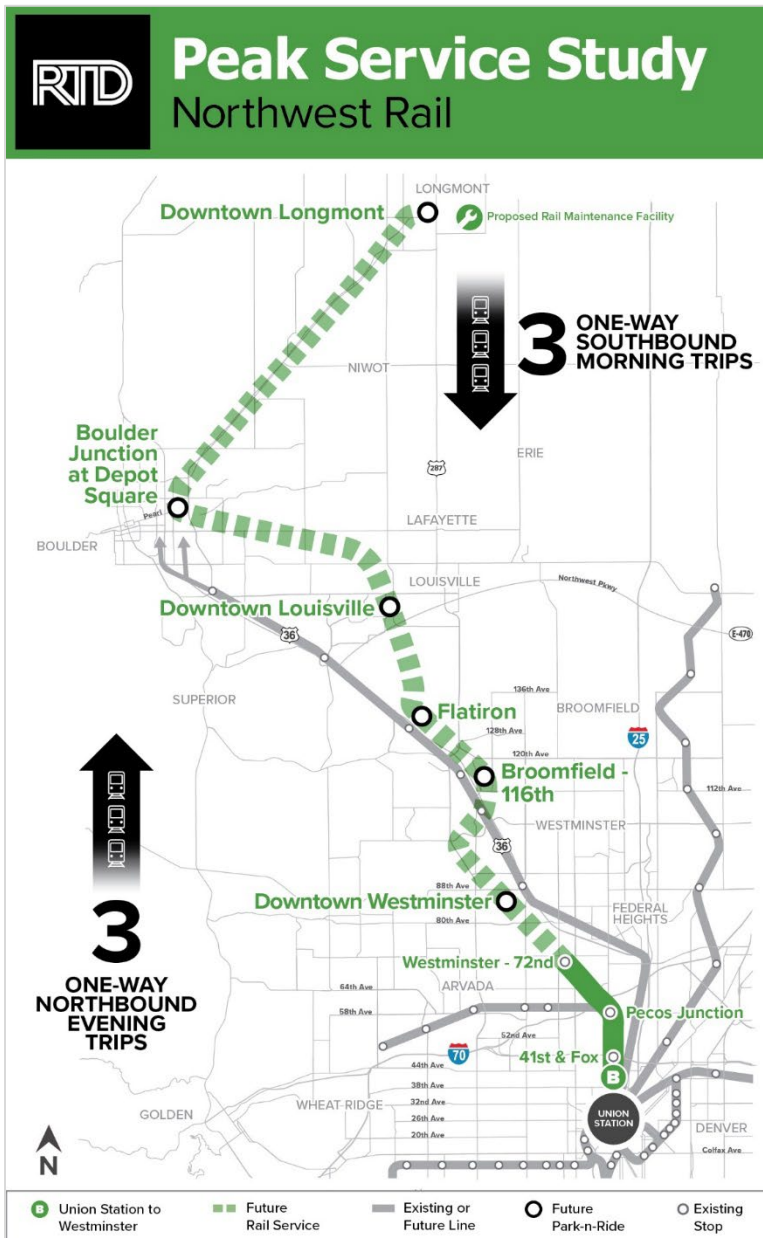 RTD
Peak Service Study
Northwest Rail
LONGMONT
Downtown Longmont
Proposed Rail Maintenance Facility
3
ONE-WAY
SOUTHBOUND
MORNING TRIPS
NIWOT
Boulder
Junction
at Depot
Square
287
ERIE
Pearl
LAFAYETTE
BOULDER
LOUISVILLE
Northwest Pkwy
Downtown Louisville
E-470
36
SUPERIOR
136th Ave
BROOMFIELD
Flatiron
128th Ave
25
120th Ave
Broomfield -
116th
112th Ave
WESTMINSTER
36
88th Ave
Downtown Westminster
80th Ave
FEDERAL
HEIGHTS
3
ONE-WAY
NORTHBOUND
EVENING
TRIPS
Westminster - 72nd
64th Ave
ARVADA
58th Ave
Pecos Junction
52nd Ave
70
41st & Fox
44th Ave
B
38th Ave
GOLDEN
WHEAT RIDGE
32nd Ave
26th Ave
20th Ave
UNION
STATION
DENVER
Colfax Ave
N
B
Union Station to
Westminster
Future
Rail Service
Existing or
Future Line
Future
Park-n-Ride
Existing
Stop